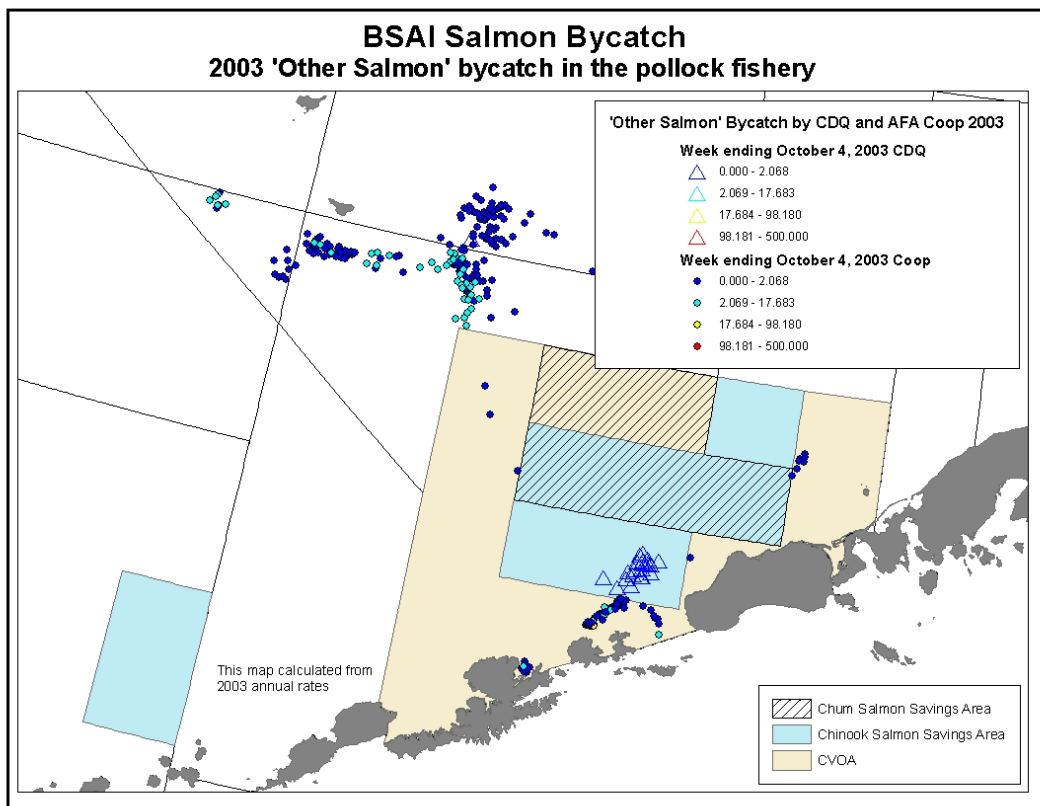 BSAI Salmon Bycatch
2003 'Other Salmon' bycatch in the pollock fishery
'Other Salmon' Bycatch by CDQ and AFA Coop 2003
Week ending October 4, 2003 CDQ
0.000 - 2.068
2.069 - 17.683
17.684 - 98.180
98.181 - 500.000
Week ending October 4, 2003 Coop
0.000 - 2.068
2.069 - 17.683
17.684 - 98.180
98.181 - 500.000
This map calculated from
2003 annual rates
Chum Salmon Savings Area
Chinook Salmon Savings Area
CVOA